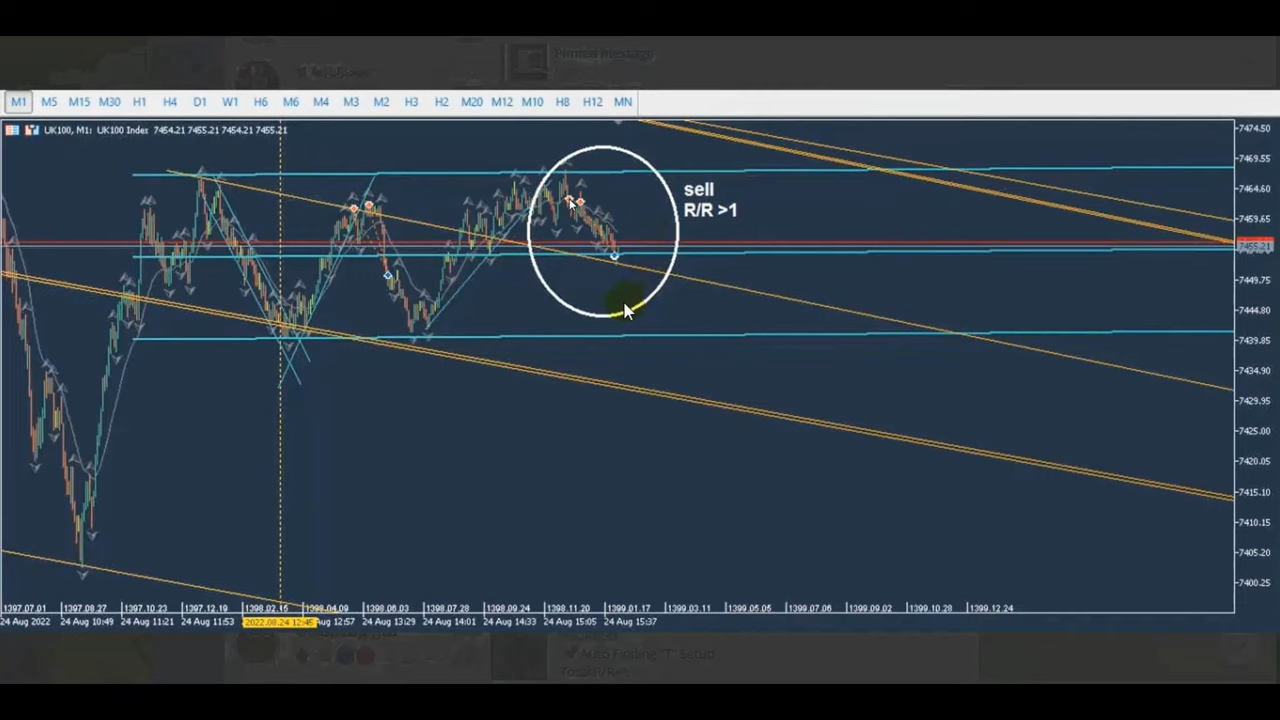 Pinned message
M1 M5 M15 M30 H1 H4 D1 W1 H6 M6 M4 M3 M2 H3 H2 M20 M12 M10 H8 H12 MN
UK100, M1: UK100 Index 7454.21 7455.21 7454.21 7455.21
7474.50
7469.55
sell
7464.60
R/R >1
7459.65
7455.21
7449.75
7444.80
7439.85
7434.90
7429.95
7425.00
7420.05
7415.10
7410.15
7405.20
7400.25
1397.07.01 1397.08.27 1397.10.23 1397.12.19 1398.02.15 1398.04.09 1398.06.03 1398.07.28 1398.09.24 1398.11.20 1399.01.17 1399.03.11 1399.05.05 1399.07.06 1399.09.02 1399.10.28 1399.12.24
24 Aug 2022 24 Aug 10:49 24 Aug 11:21 24 Aug 11:53 2022.08.24 12:45 Aug 12:57 24 Aug 13:29 24 Aug 14:01 24 Aug 14:33 24 Aug 15:05 24 Aug 15:37
Auto Finding "T" Setup